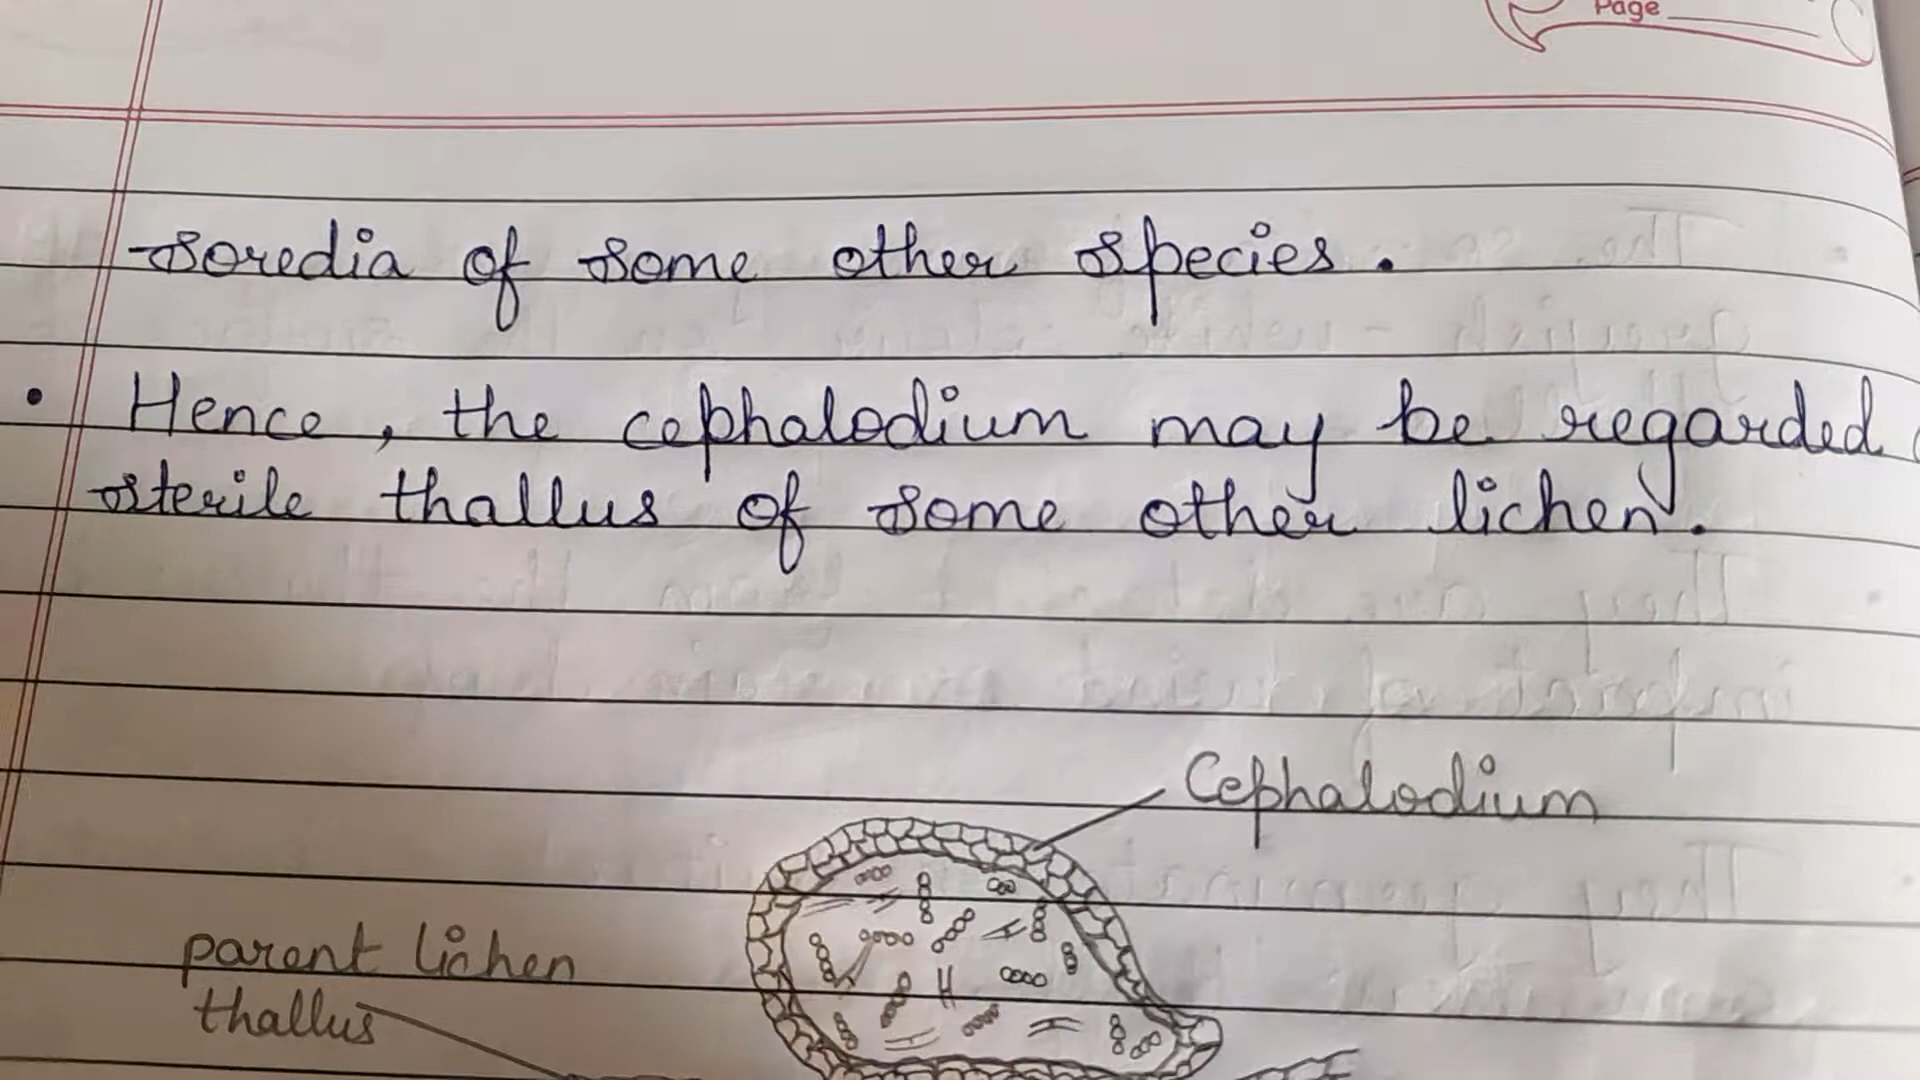 Page
soredia of some other species.
• Hence, the cephalodium may be regarded
sterile thallus of some other lichen.
Cephalodium
parent lichen
thallus